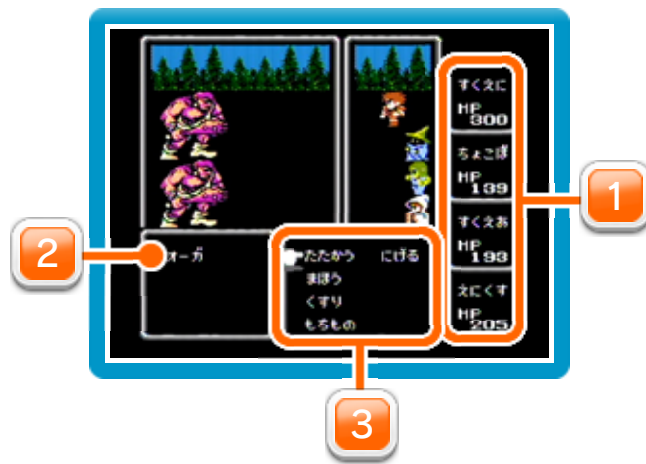 すくえに
HP
300
ちょこぼ
HP
139
すくえお
HP
193
えにくす
HP
205
1
2
オーガ
たたかう にげる
まほう
くすり
もちもの
3